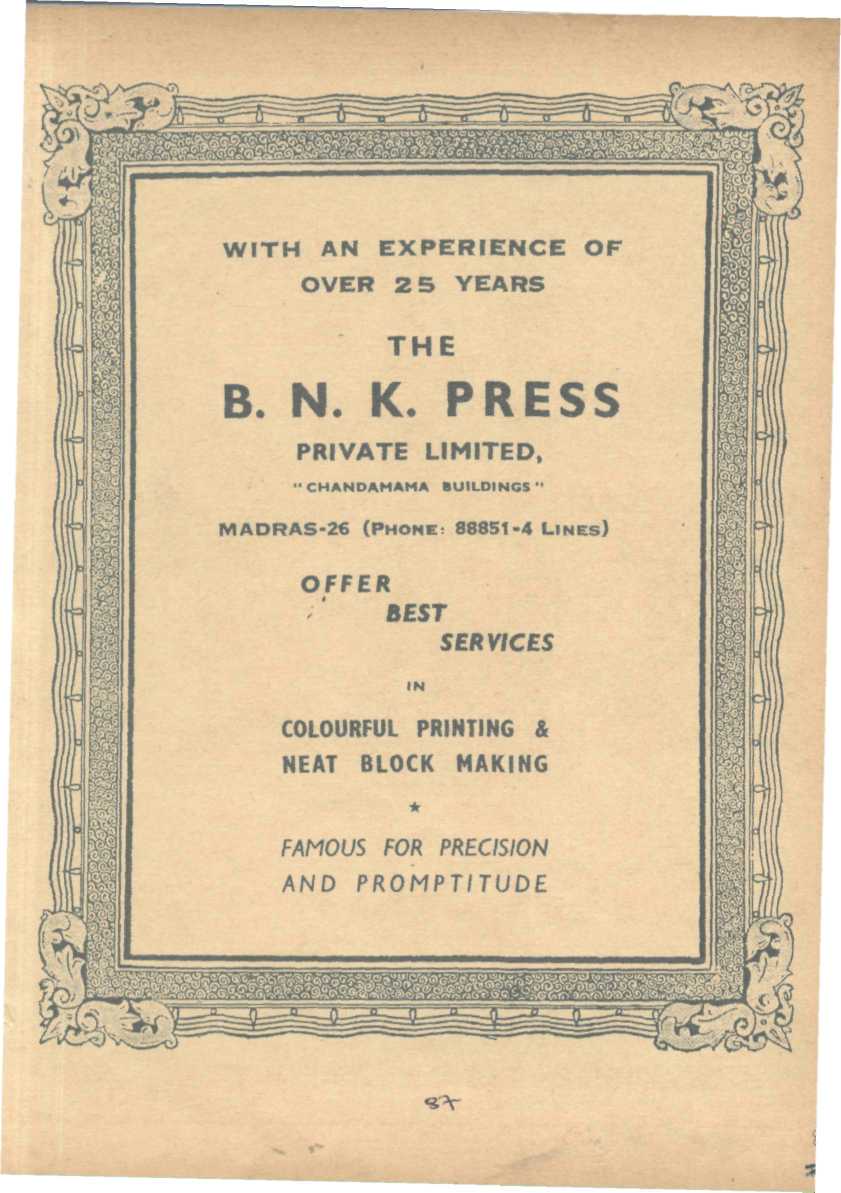 WITH AN EXPERIENCE OF
OVER 25 YEARS
THE
B. N. K. PRESS
PRIVATE LIMITED,
"CHANDAMAMA BUILDINGS"
MADRAS-26 (PHONE: 88851-4 LINES)
OFFER
BEST
SERVICES
IN
COLOURFUL PRINTING &
NEAT BLOCK MAKING
★
FAMOUS FOR PRECISION
AND PROMPTITUDE
87